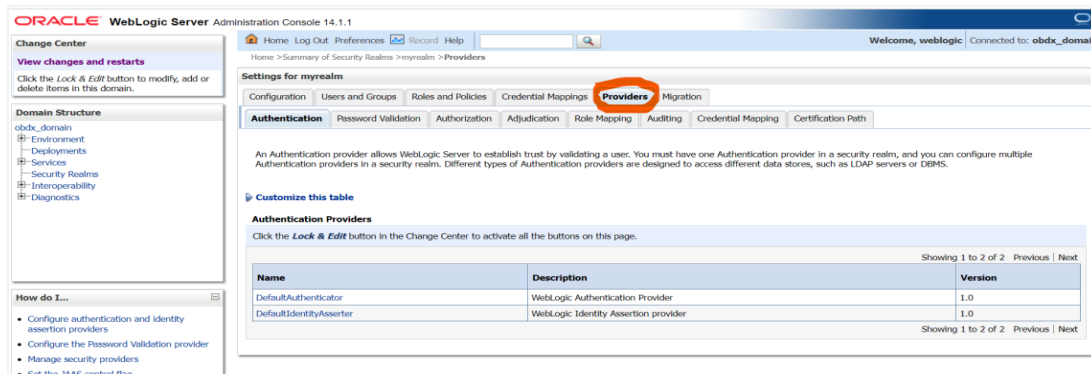 ORACLE WebLogic Server Administration Console 14.1.1
Change Center
View changes and restarts
Click the Lock & Edit button to modify, add or
delete items in this domain.
Domain Structure
obdx_domain
Environment
Deployments
Services
Security Realms
Interoperability
Diagnostics
How do I...
• Configure authentication and identity
assertion providers
• Configure the Password Validation provider
• Manage security providers
• Set the JAAS control flag
Home Log Out Preferences Record Help
Welcome, weblogic Connected to: obdx_domai
Home >Summary of Security Realms >myrealm >Providers
Settings for myrealm
Configuration Users and Groups Roles and Policies Credential Mappings Providers Migration
Authentication Password Validation Authorization Adjudication Role Mapping Auditing Credential Mapping Certification Path
An Authentication provider allows WebLogic Server to establish trust by validating a user. You must have one Authentication provider in a security realm, and you can configure multiple
Authentication providers in a security realm. Different types of Authentication providers are designed to access different data stores, such as LDAP servers or DBMS.
Customize this table
Authentication Providers
Click the Lock & Edit button in the Change Center to activate all the buttons on this page.
Showing 1 to 2 of 2 Previous | Next
Name Description Version
DefaultAuthenticator WebLogic Authentication Provider 1.0
DefaultIdentityAsserter WebLogic Identity Assertion provider 1.0
Showing 1 to 2 of 2 Previous | Next